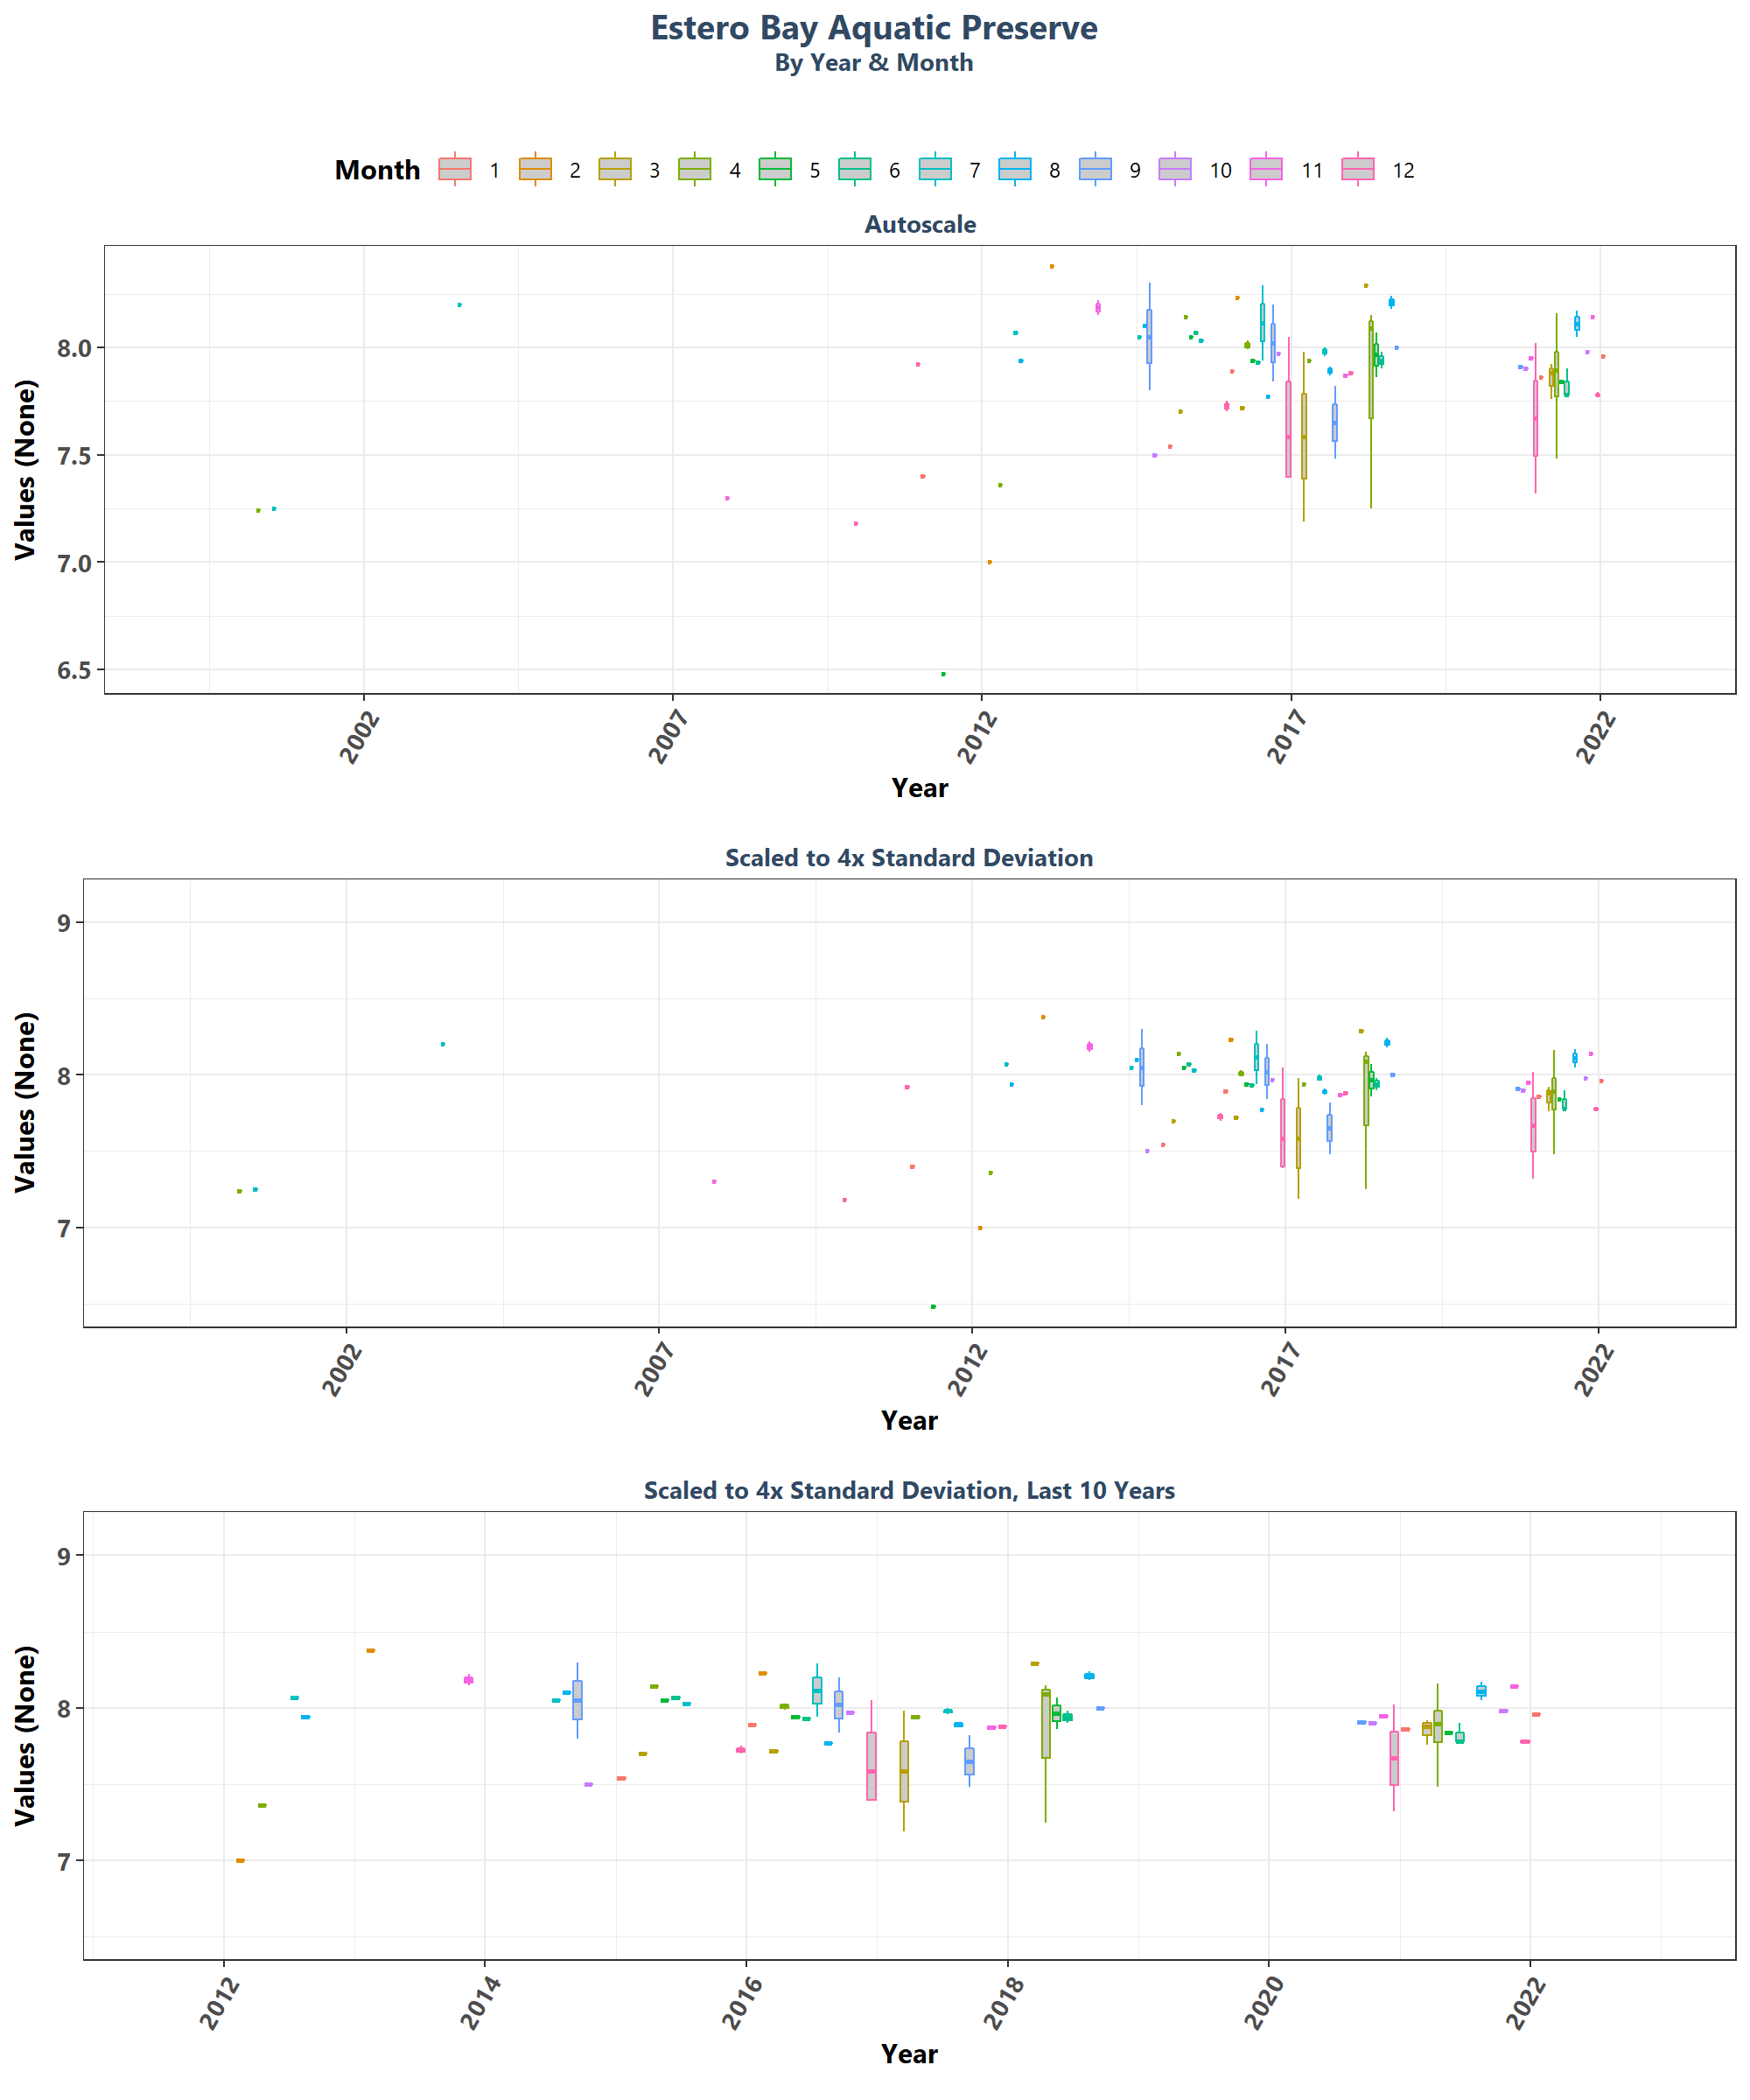 Estero Bay Aquatic Preserve
By Year & Month
Month 1 2 3 4 5 6 7 8 9 10 11 12
Autoscale
Values (None)
8.0
7.5
7.0
6.5
2002 2007 2012 2017 2022
Year
Scaled to 4x Standard Deviation
Values (None)
9
8
7
2002 2007 2012 2017 2022
Year
Scaled to 4x Standard Deviation, Last 10 Years
Values (None)
9
8
7
2012 2014 2016 2018 2020 2022
Year